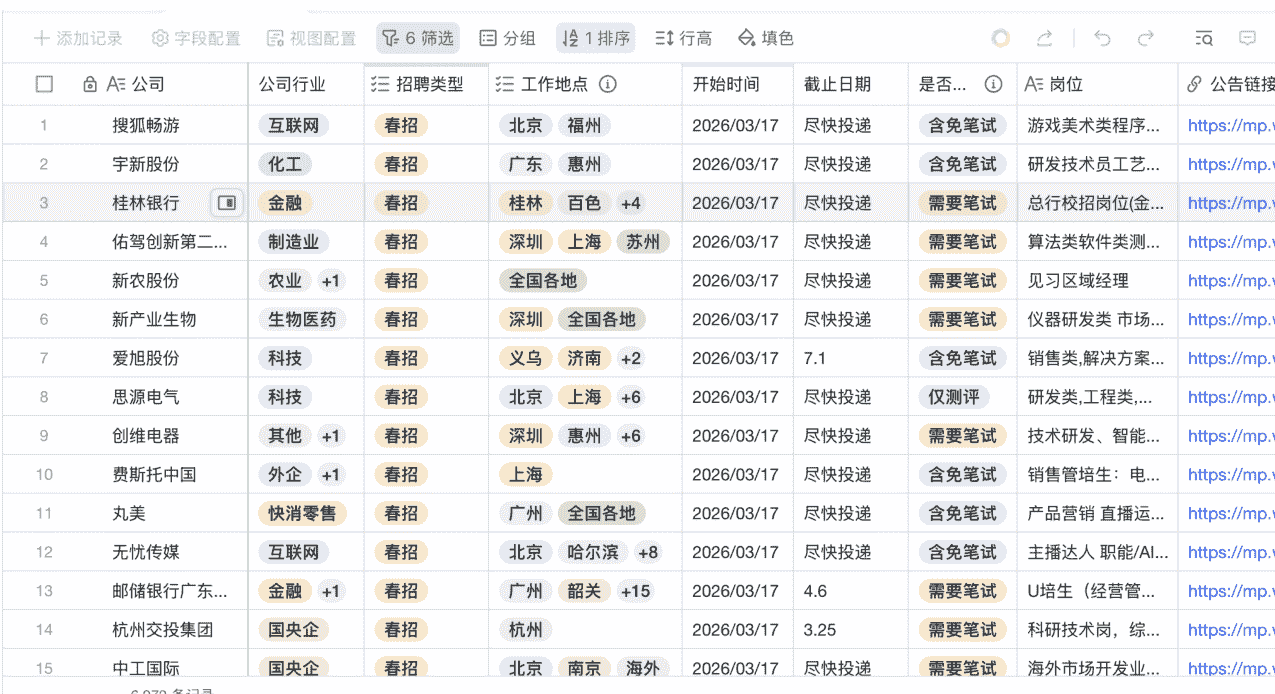 添加记录 字段配置 视图配置 6 筛选 分组 1 排序 行高 填色
公司 公司行业 招聘类型 工作地点 开始时间 截止日期 是否... 岗位 公告链接
1 搜狐畅游 互联网 春招 北京 福州 2026/03/17 尽快投递 含免笔试 游戏美术类程序... https://mp.
2 宇新股份 化工 春招 广东 惠州 2026/03/17 尽快投递 含免笔试 研发技术员工艺... https://mp.
3 桂林银行 金融 春招 桂林 百色 +4 2026/03/17 尽快投递 需要笔试 总行校招岗位(金... https://mp.
4 佑驾创新第二... 制造业 春招 深圳 上海 苏州 2026/03/17 尽快投递 需要笔试 算法类软件类测... https://mp.
5 新农股份 农业 +1 春招 全国各地 2026/03/17 尽快投递 需要笔试 见习区域经理 https://mp.
6 新产业生物 生物医药 春招 深圳 全国各地 2026/03/17 尽快投递 需要笔试 仪器研发类 市场... https://mp.
7 爱旭股份 科技 春招 义乌 济南 +2 2026/03/17 7.1 含免笔试 销售类,解决方案... https://mp.
8 思源电气 科技 春招 北京 上海 +6 2026/03/17 尽快投递 仅测评 研发类,工程类,... https://mp.
9 创维电器 其他 +1 春招 深圳 惠州 +6 2026/03/17 尽快投递 需要笔试 技术研发、智能... https://mp.
10 费斯托中国 外企 +1 春招 上海 2026/03/17 尽快投递 含免笔试 销售管培生：电... https://mp.
11 丸美 快消零售 春招 广州 全国各地 2026/03/17 尽快投递 含免笔试 产品营销 直播运... https://mp.
12 无忧传媒 互联网 春招 北京 哈尔滨 +8 2026/03/17 尽快投递 含免笔试 主播达人 职能/AI... https://mp.
13 邮储银行广东... 金融 +1 春招 广州 韶关 +15 2026/03/17 4.6 需要笔试 U培生（经营管... https://mp.
14 杭州交投集团 国央企 春招 杭州 2026/03/17 3.25 需要笔试 科研技术岗，综... https://mp.
15 中工国际 国央企 春招 北京 南京 海外 2026/03/17 尽快投递 需要笔试 海外市场开发业... https://mp.